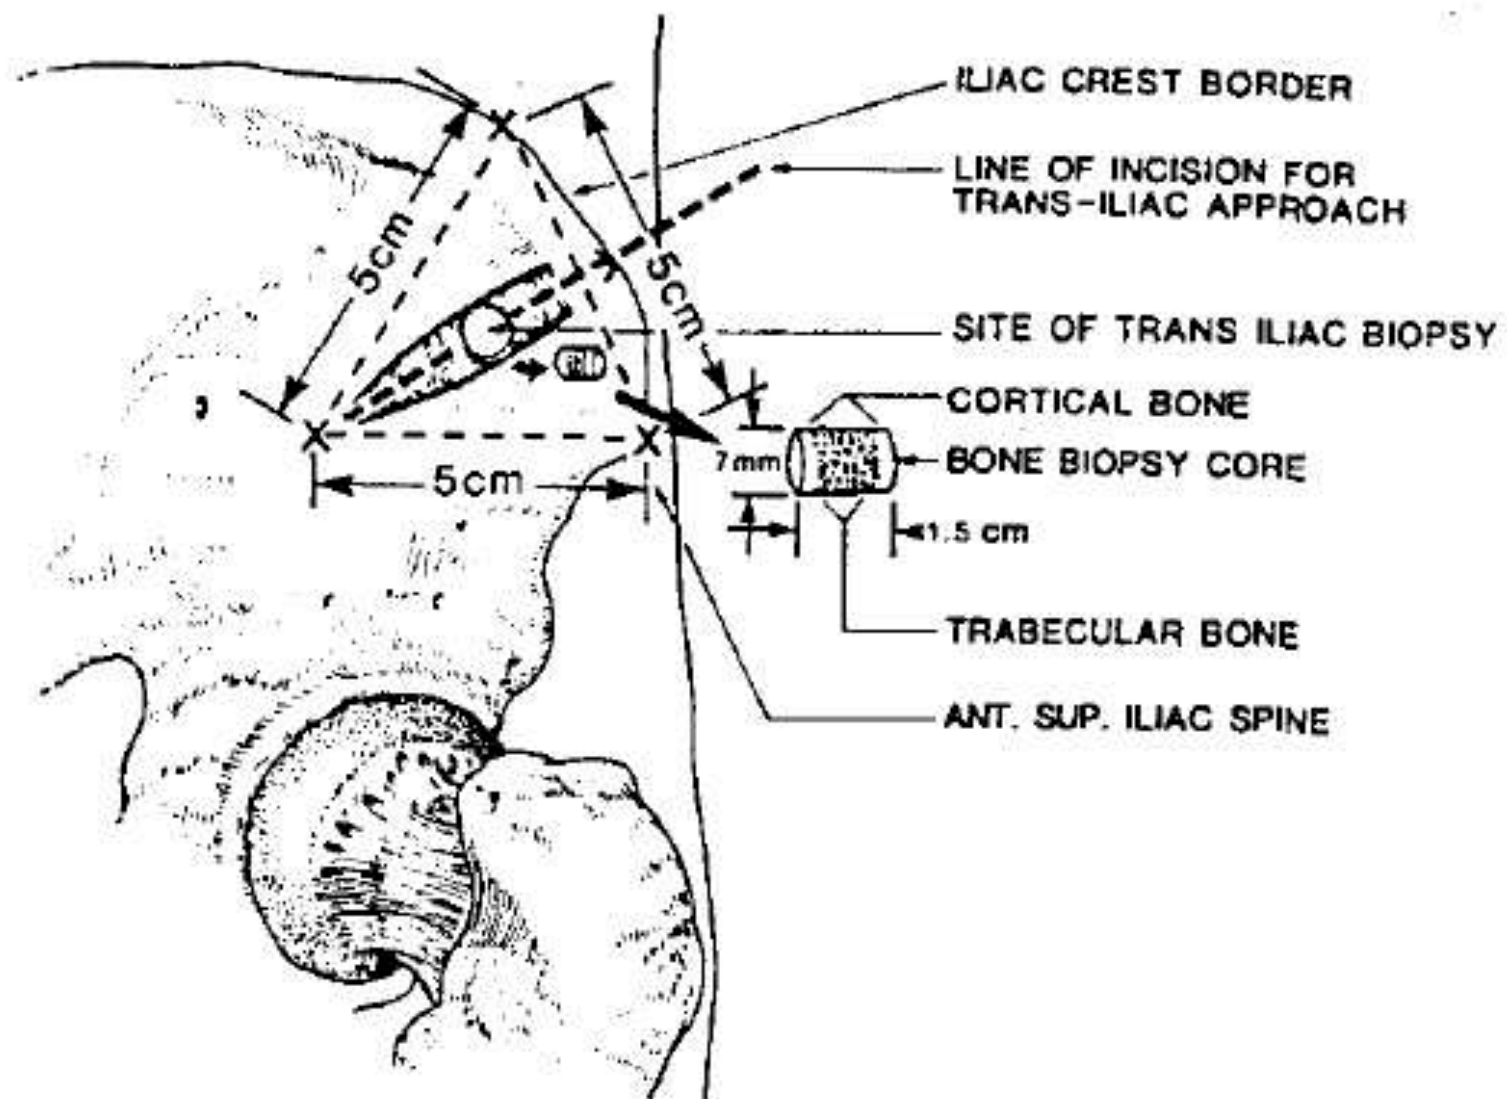 ILIAC CREST BORDER
LINE OF INCISION FOR
TRANS-ILIAC APPROACH
5cm
5cm
SITE OF TRANS ILIAC BIOPSY
CORTICAL BONE
7mm
BONE BIOPSY CORE
5cm
1.5 cm
TRABECULAR BONE
ANT. SUP. ILIAC SPINE